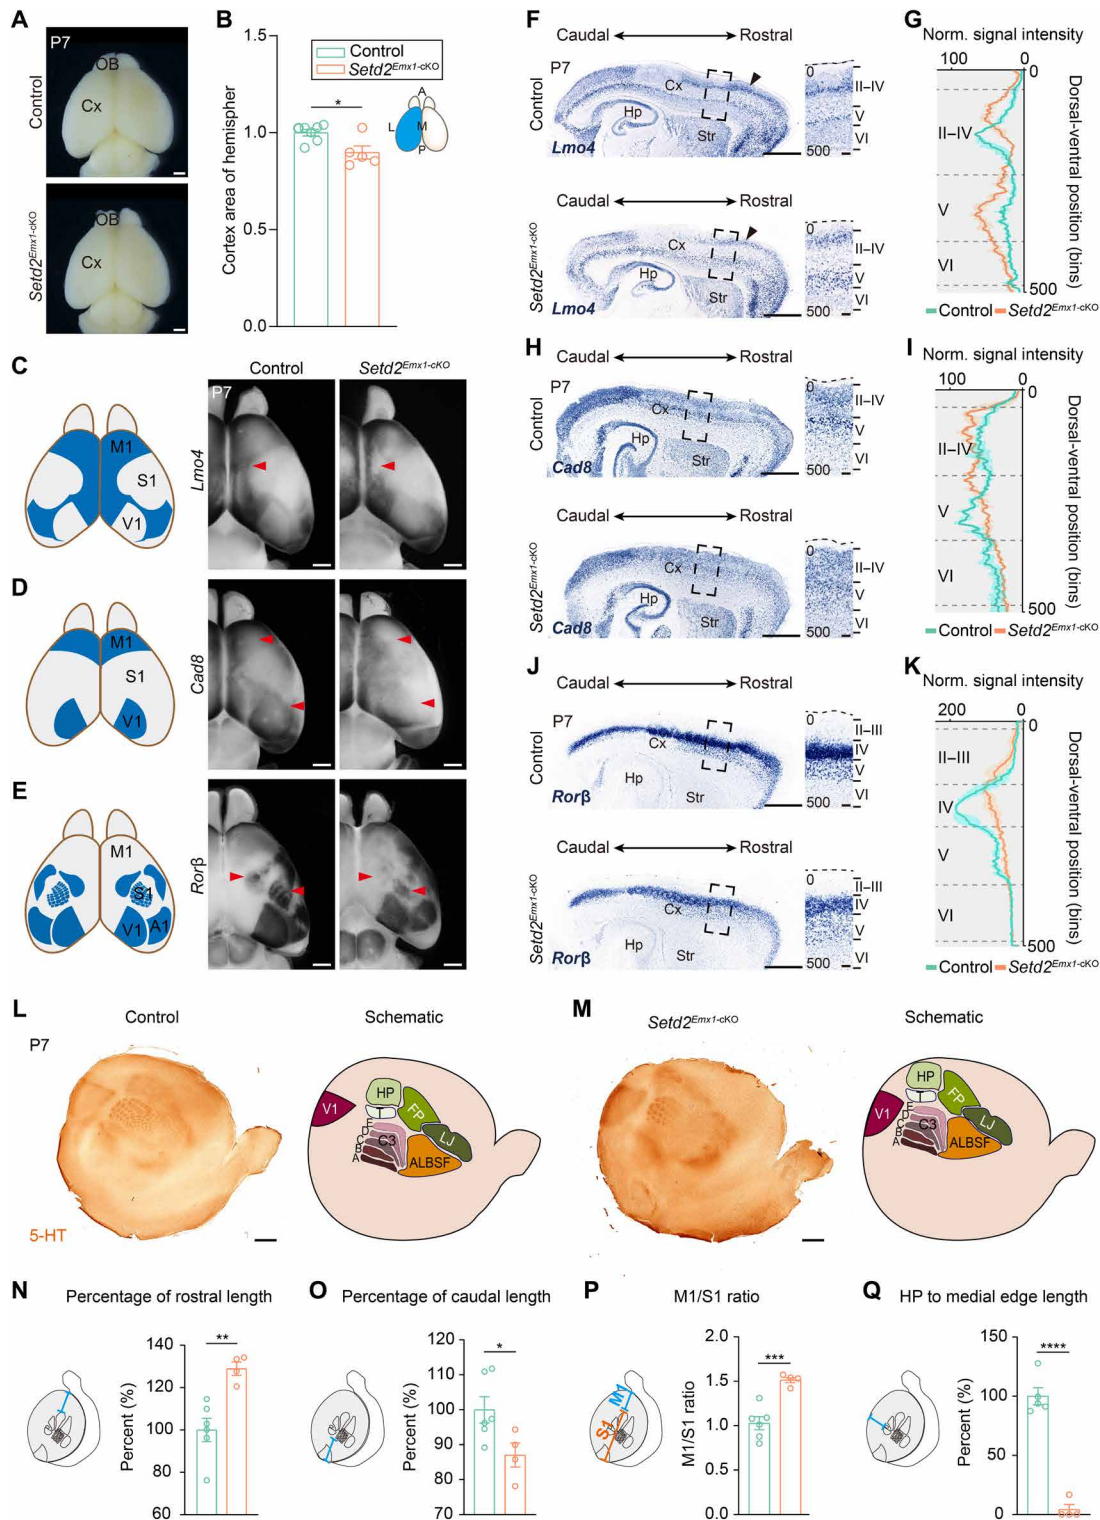 A
P7
OB
Cx
Control
OB
Cx
Setd2Emx1-cKO
B
Cortex area of hemispher
1.5
1.0
0.5
0.0
Control
Setd2Emx1-cKO
*
A
L
M
P
C
Control
Setd2Emx1-cKO
M1
S1
V1
Lmo4
P7
D
M1
S1
V1
Cad8
E
M1
S1
V1
A1
Rorβ
F
Caudal
Rostral
P7
Control
Cx
Hp
Str
Lmo4
0
II–IV
V
VI
500
Caudal
Rostral
Setd2Emx1-cKO
Cx
Hp
Str
Lmo4
0
II–IV
V
VI
500
G
Norm. signal intensity
100
0
0
II–IV
V
VI
500
Dorsal-ventral position (bins)
Control
Setd2Emx1-cKO
H
Caudal
Rostral
P7
Control
Cx
Hp
Str
Cad8
0
II–IV
V
VI
500
Caudal
Rostral
Setd2Emx1-cKO
Cx
Hp
Str
Cad8
0
II–IV
V
VI
500
I
Norm. signal intensity
100
0
0
II–IV
V
VI
500
Dorsal-ventral position (bins)
Control
Setd2Emx1-cKO
J
Caudal
Rostral
P7
Control
Cx
Hp
Str
Rorβ
0
II–III
IV
V
VI
500
Caudal
Rostral
Setd2Emx1-cKO
Cx
Hp
Str
Rorβ
0
II–III
IV
V
VI
500
K
Norm. signal intensity
200
0
0
II–III
IV
V
VI
500
Dorsal-ventral position (bins)
Control
Setd2Emx1-cKO
L
Control
Schematic
P7
5-HT
V1
HP
T
FP
E
D
C
B
A
C3
LJ
ALBSF
M
Setd2Emx1-cKO
Schematic
V1
HP
T
FP
E
D
C
B
A
C3
LJ
ALBSF
N
Percentage of rostral length
Percent (%)
140
120
100
80
60
**
O
Percentage of caudal length
Percent (%)
120
110
100
90
80
70
*
P
M1/S1 ratio
M1
S1
M1/S1 ratio
2.0
1.5
1.0
0.5
0.0
***
Q
HP to medial edge length
Percent (%)
150
100
50
0
****